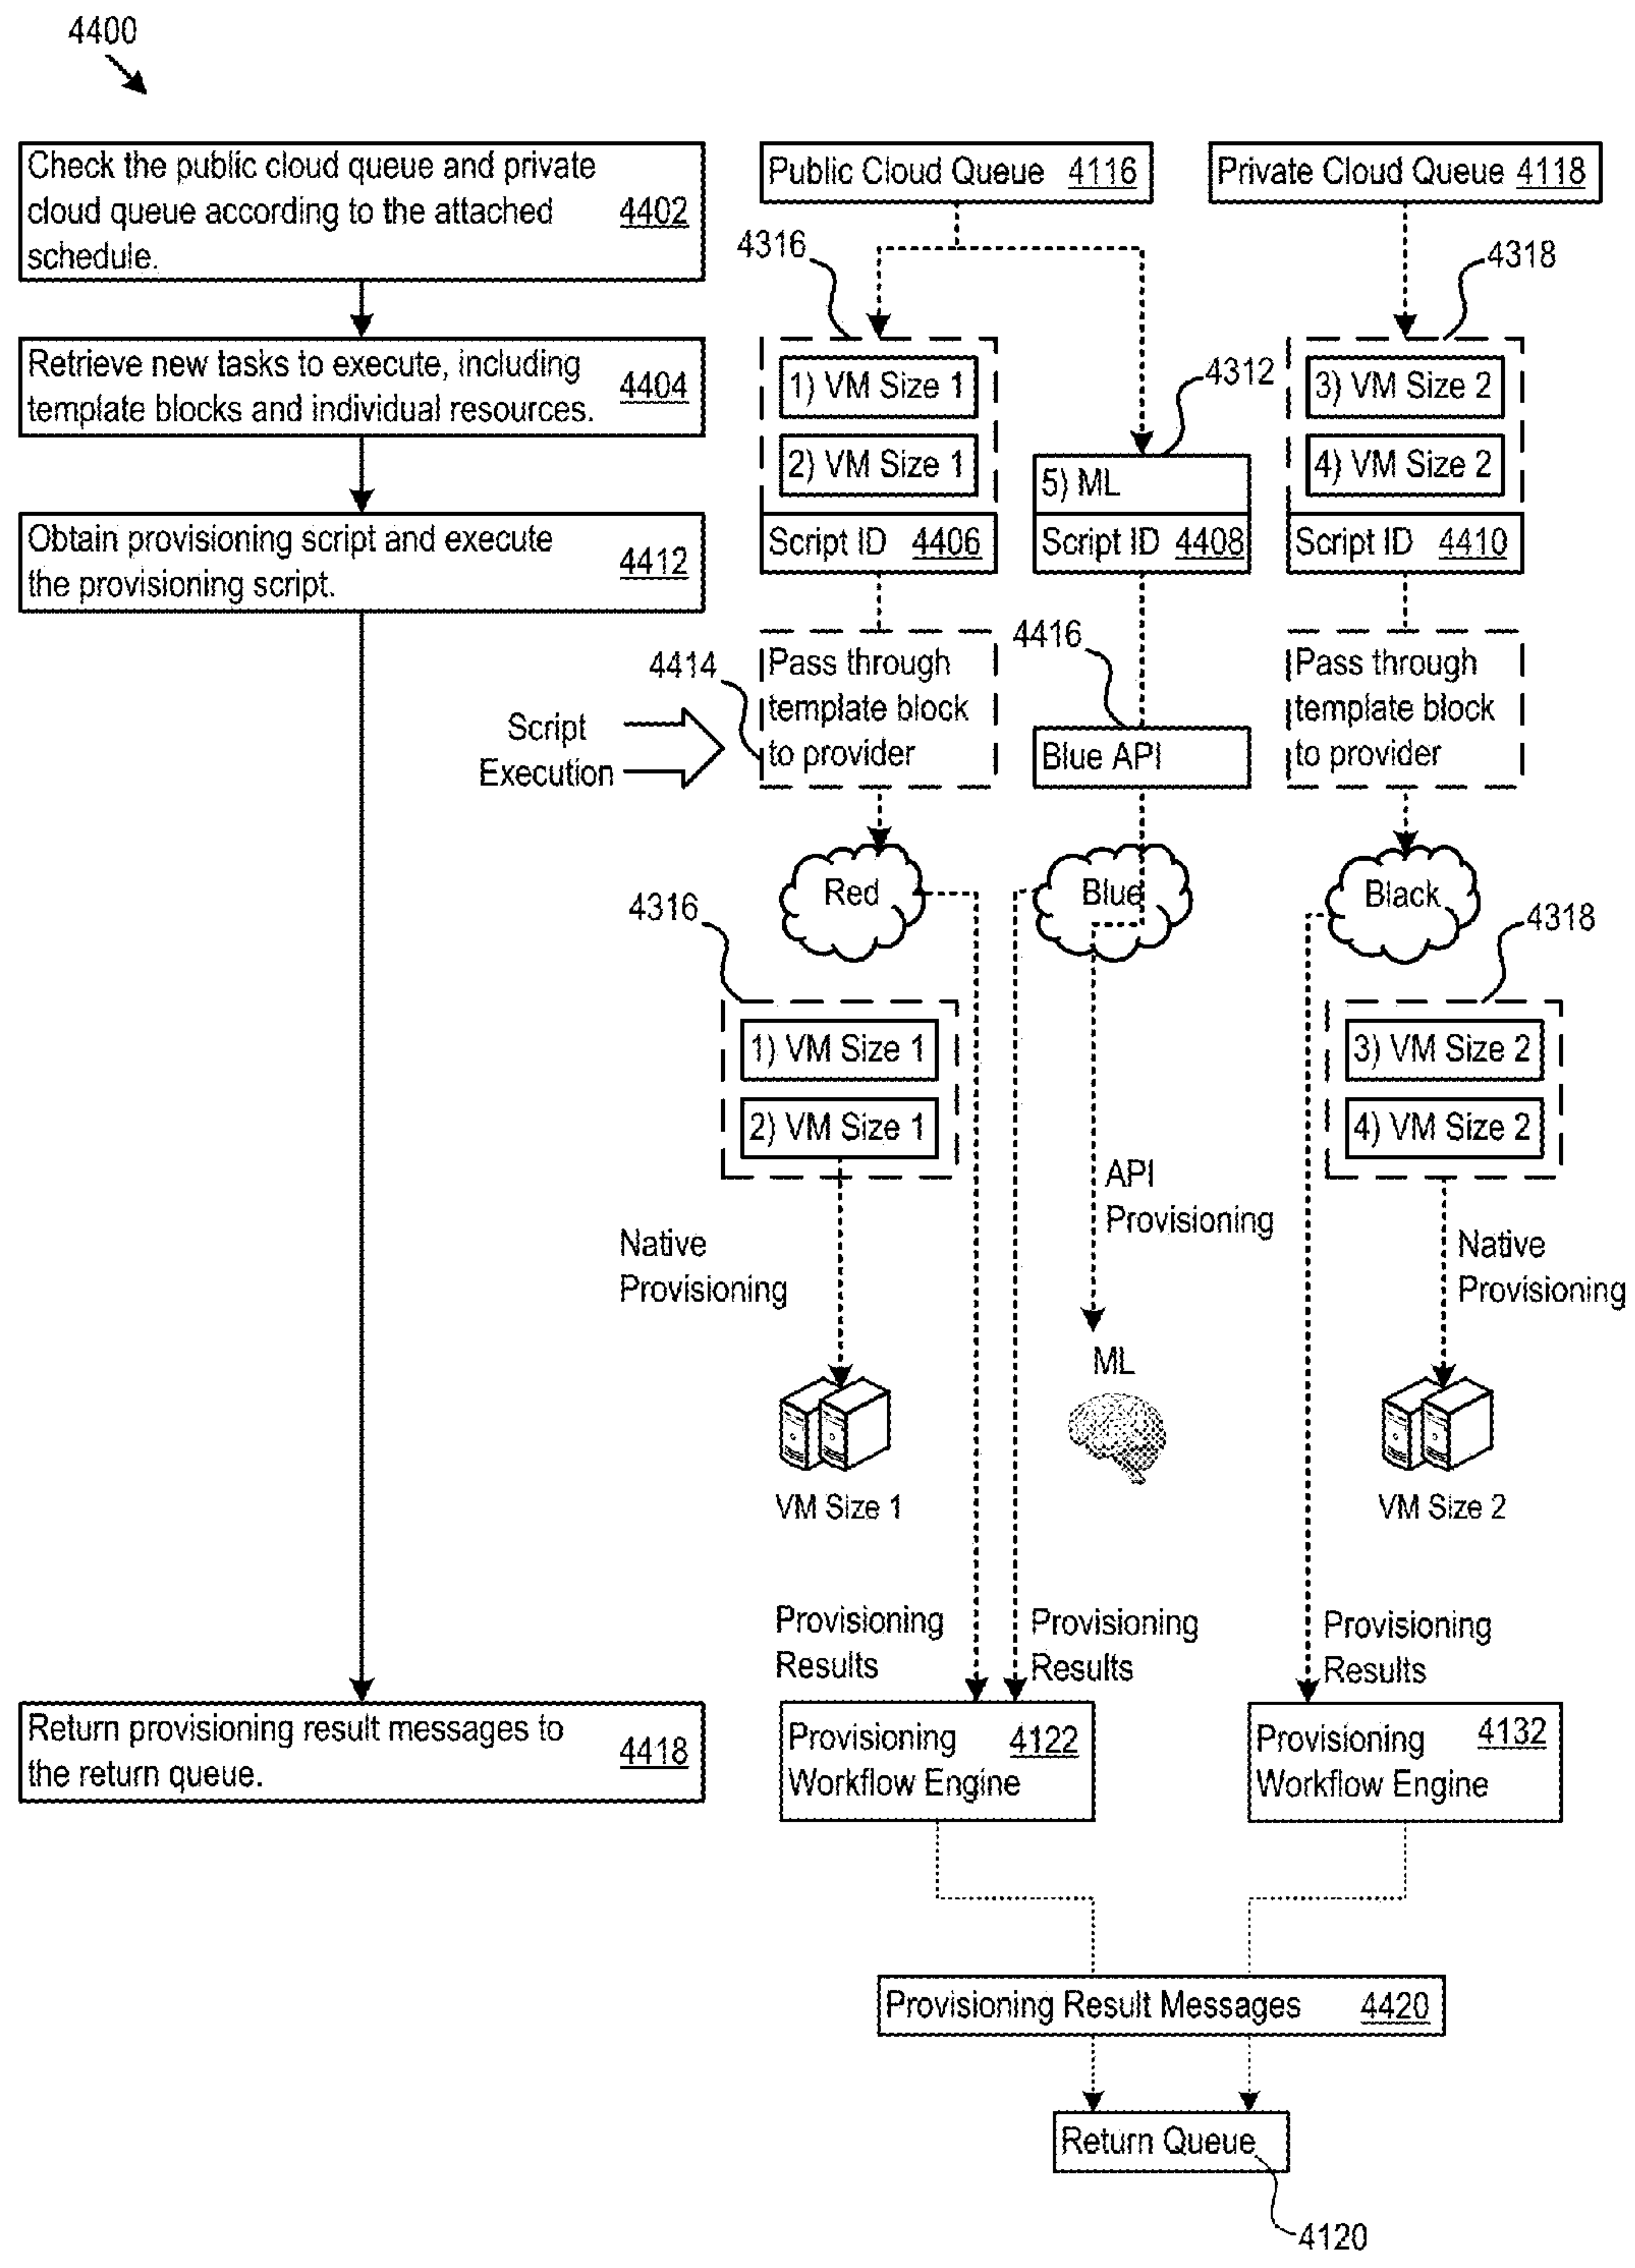 4400
Check the public cloud queue and private
cloud queue according to the attached
schedule.
4402
Retrieve new tasks to execute, including
template blocks and individual resources.
4404
Obtain provisioning script and execute
the provisioning script.
4412
Return provisioning result messages to
the return queue.
4418
Public Cloud Queue 4116
Private Cloud Queue 4118
4316
4318
1) VM Size 1
2) VM Size 1
Script ID 4406
4312
5) ML
Script ID 4408
3) VM Size 2
4) VM Size 2
Script ID 4410
Script
Execution
4414
Pass through
template block
to provider
4416
Blue API
Pass through
template block
to provider
Red
Blue
Black
4316
4318
1) VM Size 1
2) VM Size 1
3) VM Size 2
4) VM Size 2
Native
Provisioning
API
Provisioning
Native
Provisioning
VM Size 1
ML
VM Size 2
Provisioning
Results
Provisioning
Results
Provisioning
Results
Provisioning
Workflow Engine
4122
Provisioning
Workflow Engine
4132
Provisioning Result Messages 4420
Return Queue
4120